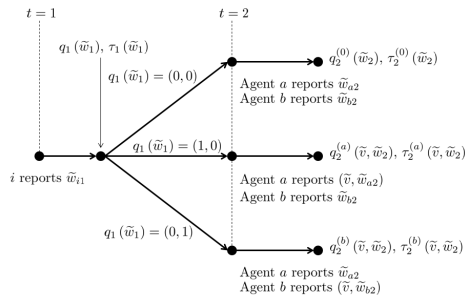 t = 1
t = 2
q₁(w̃₁), τ₁(w̃₁)
q₁(w̃₁) = (0, 0)
q₂⁽⁰⁾(w̃₂), τ₂⁽⁰⁾(w̃₂)
Agent a reports w̃ₐ₂
Agent b reports w̃_{b2}
q₁(w̃₁) = (1, 0)
q₂⁽ᵃ⁾(ṽ, w̃₂), τ₂⁽ᵃ⁾(ṽ, w̃₂)
i reports w̃ᵢ₁
Agent a reports (ṽ, w̃ₐ₂)
Agent b reports w̃_{b2}
q₁(w̃₁) = (0, 1)
q₂⁽ᵇ⁾(ṽ, w̃₂), τ₂⁽ᵇ⁾(ṽ, w̃₂)
Agent a reports w̃ₐ₂
Agent b reports (ṽ, w̃_{b2})